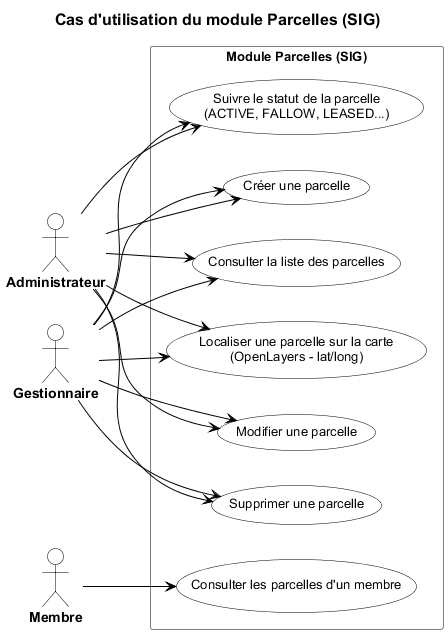 Cas d'utilisation du module Parcelles (SIG)
Module Parcelles (SIG)
Suivre le statut de la parcelle
(ACTIVE, FALLOW, LEASED...)
Créer une parcelle
Administrateur
Consulter la liste des parcelles
Localiser une parcelle sur la carte
(OpenLayers - lat/long)
Gestionnaire
Modifier une parcelle
Supprimer une parcelle
Consulter les parcelles d'un membre
Membre